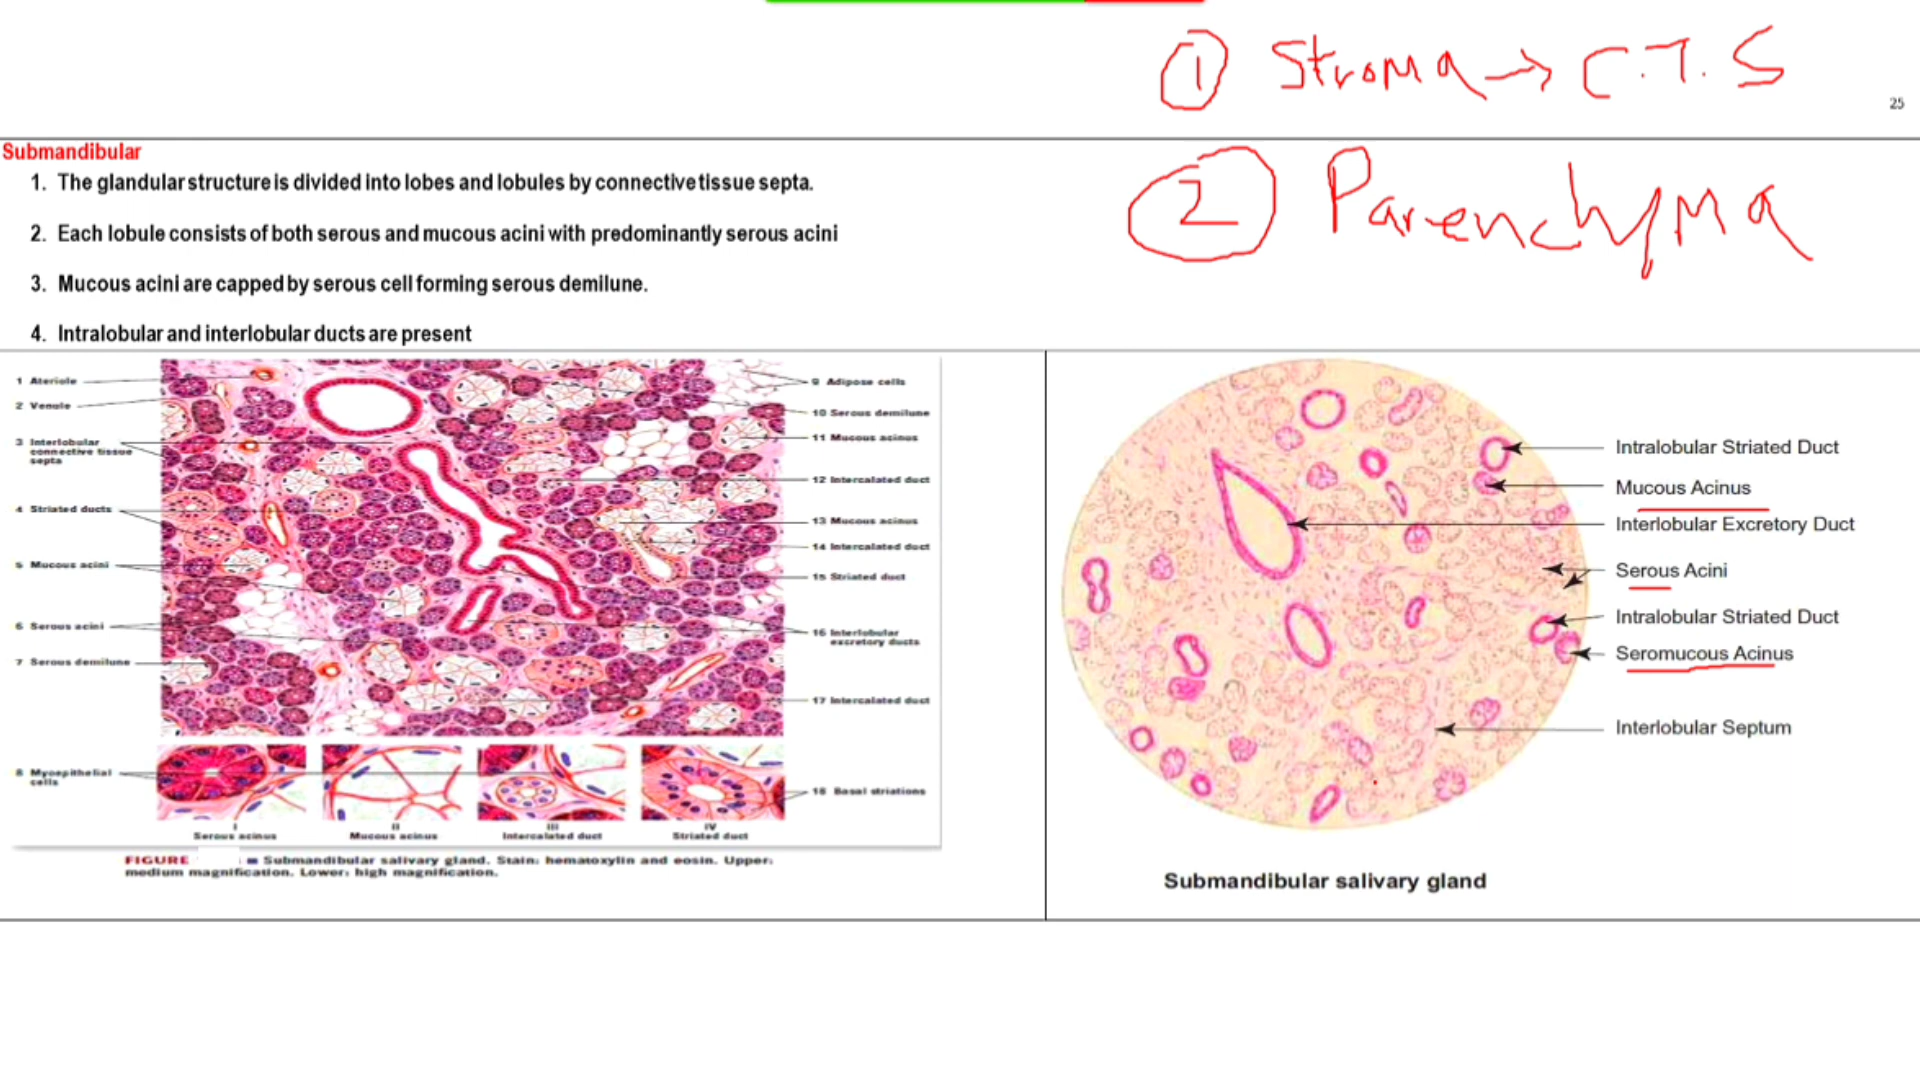 ① Stroma → C.T.S
25
② Parenchyma
Submandibular
1. The glandular structure is divided into lobes and lobules by connective tissue septa.
2. Each lobule consists of both serous and mucous acini with predominantly serous acini
3. Mucous acini are capped by serous cell forming serous demilune.
4. Intralobular and interlobular ducts are present
1 Ateriole
2 Venule
3 Interlobular
connective tissue
septa
4 Striated ducts
5 Mucous acini
6 Serous acini
7 Serous demilune
8 Myoepithelial
cells
9 Adipose cells
10 Serous demilune
11 Mucous acinus
12 Intercalated duct
13 Mucous acinus
14 Intercalated duct
15 Striated duct
16 Interlobular
excretory ducts
17 Intercalated duct
18 Basal striations
I
Serous acinus
II
Mucous acinus
III
Intercalated duct
IV
Striated duct
FIGURE ■ Submandibular salivary gland. Stain: hematoxylin and eosin. Upper:
medium magnification. Lower: high magnification.
Intralobular Striated Duct
Mucous Acinus
Interlobular Excretory Duct
Serous Acini
Intralobular Striated Duct
Seromucous Acinus
Interlobular Septum
Submandibular salivary gland